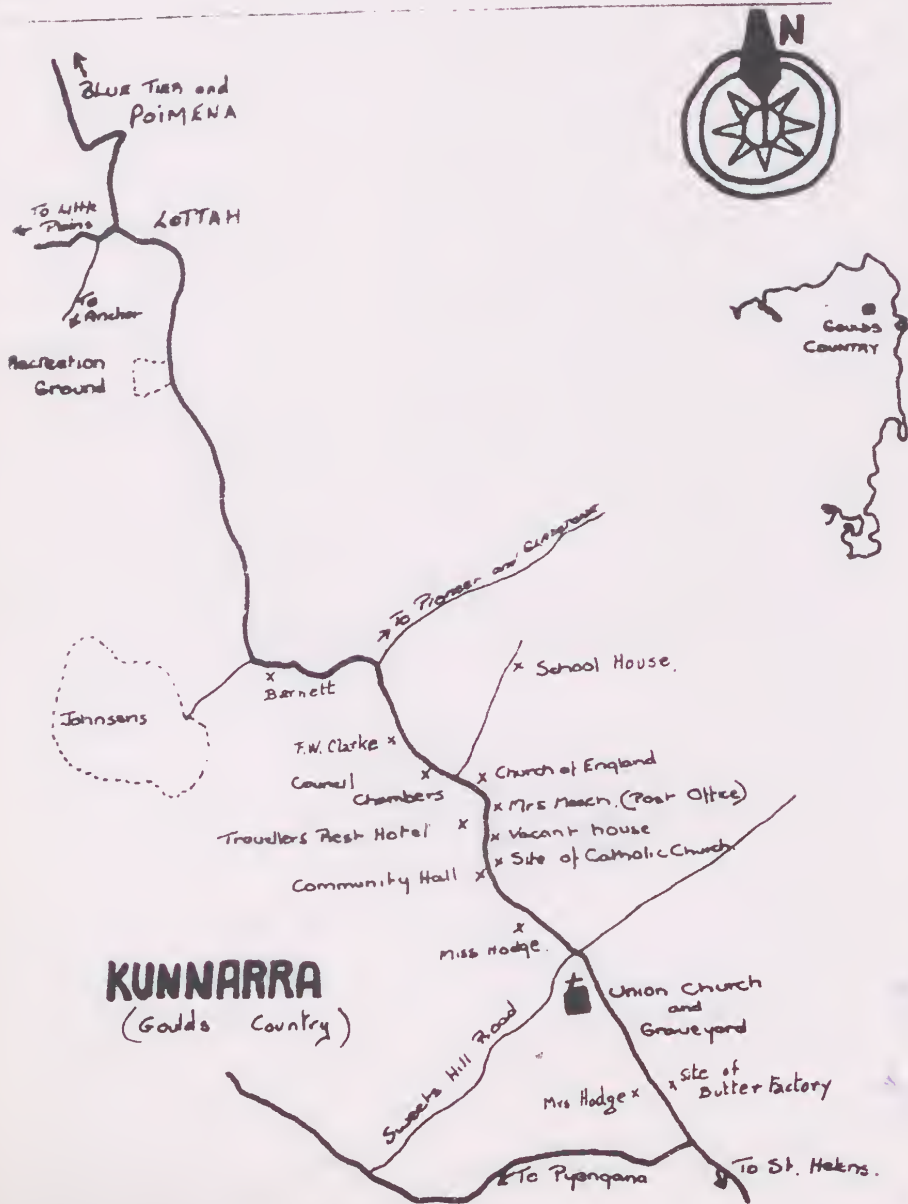 N
BLUE TIER and
POIMENA
To Little
Plains
LOTTAH
To
Anchor
Recreation
Ground
GOULDS
COUNTRY
To Pioneer and
School House.
Barnett
Johnsons
F.W. Clarke
Council
Chambers
Church of England
Mrs Meech. (Post Office)
Travellers Rest Hotel
Vacant house
Site of Catholic Church
Community Hall
Miss Hodge.
KUNNARRA
(Goulds Country)
Union Church
and
Graveyard
Sweets Hill Road
Site of
Butter Factory
Mrs Hodge
To Pyengana
To St. Helens.